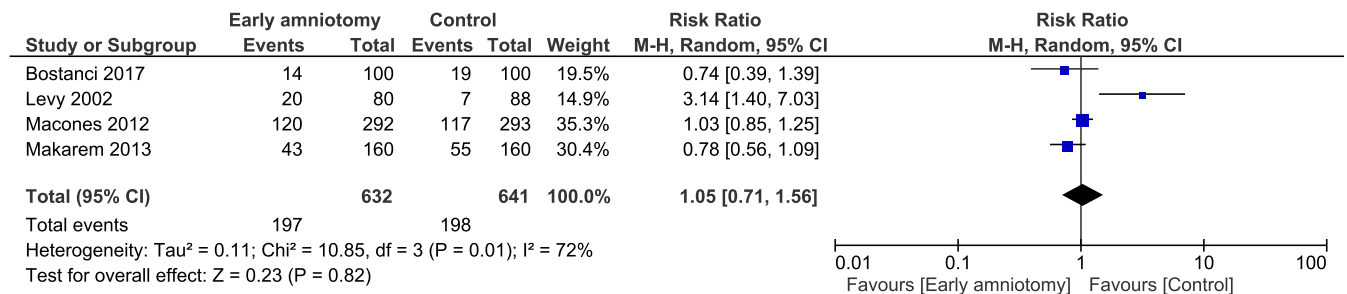 Early amniotomy Control Risk Ratio Risk Ratio
Study or Subgroup Events Total Events Total Weight M-H, Random, 95% CI M-H, Random, 95% CI
Bostanci 2017 14 100 19 100 19.5% 0.74 [0.39, 1.39]
Levy 2002 20 80 7 88 14.9% 3.14 [1.40, 7.03]
Macones 2012 120 292 117 293 35.3% 1.03 [0.85, 1.25]
Makarem 2013 43 160 55 160 30.4% 0.78 [0.56, 1.09]
Total (95% CI) 632 641 100.0% 1.05 [0.71, 1.56]
Total events 197 198
Heterogeneity: Tau² = 0.11; Chi² = 10.85, df = 3 (P = 0.01); I² = 72%
Test for overall effect: Z = 0.23 (P = 0.82)
0.01 0.1 1 10 100
Favours [Early amniotomy] Favours [Control]